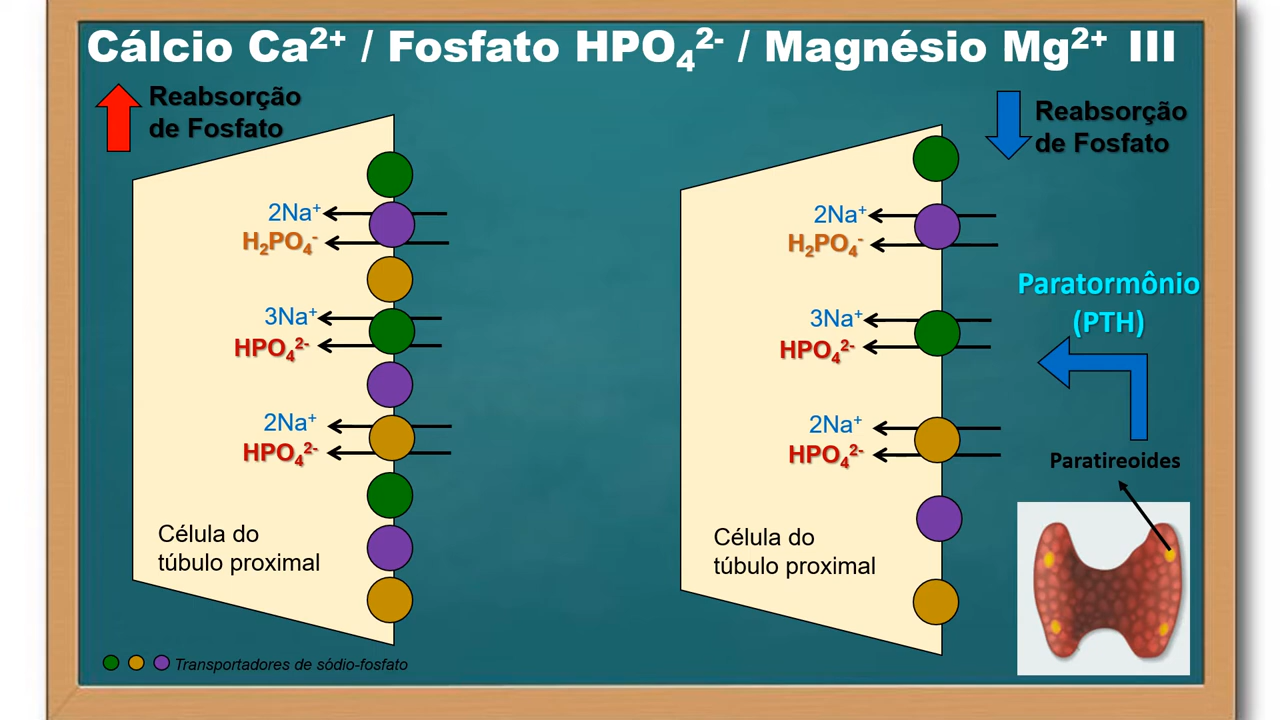 Cálcio Ca²⁺ / Fosfato HPO₄²⁻ / Magnésio Mg²⁺ III
Reabsorção
de Fosfato
2Na⁺
H₂PO₄⁻
3Na⁺
HPO₄²⁻
2Na⁺
HPO₄²⁻
Célula do
túbulo proximal
Transportadores de sódio-fosfato
Reabsorção
de Fosfato
2Na⁺
H₂PO₄⁻
3Na⁺
HPO₄²⁻
2Na⁺
HPO₄²⁻
Célula do
túbulo proximal
Paratormônio
(PTH)
Paratireoides